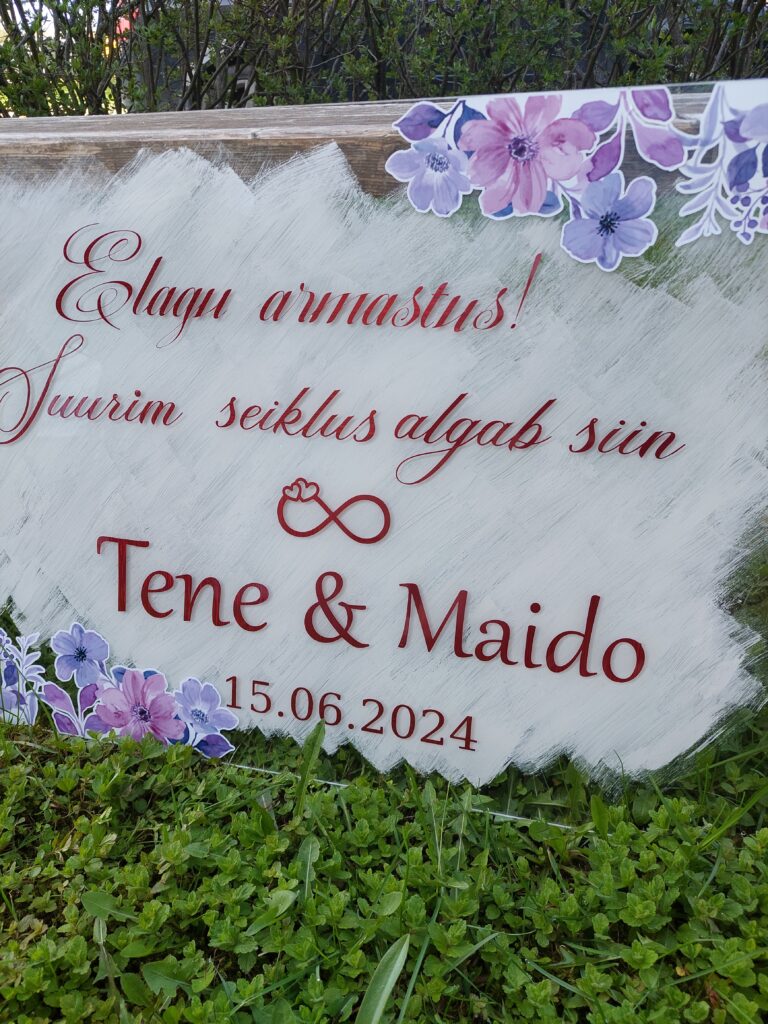 Elagu armastus!
Suurim seiklus algab siin
Tene & Maido
15.06.2024